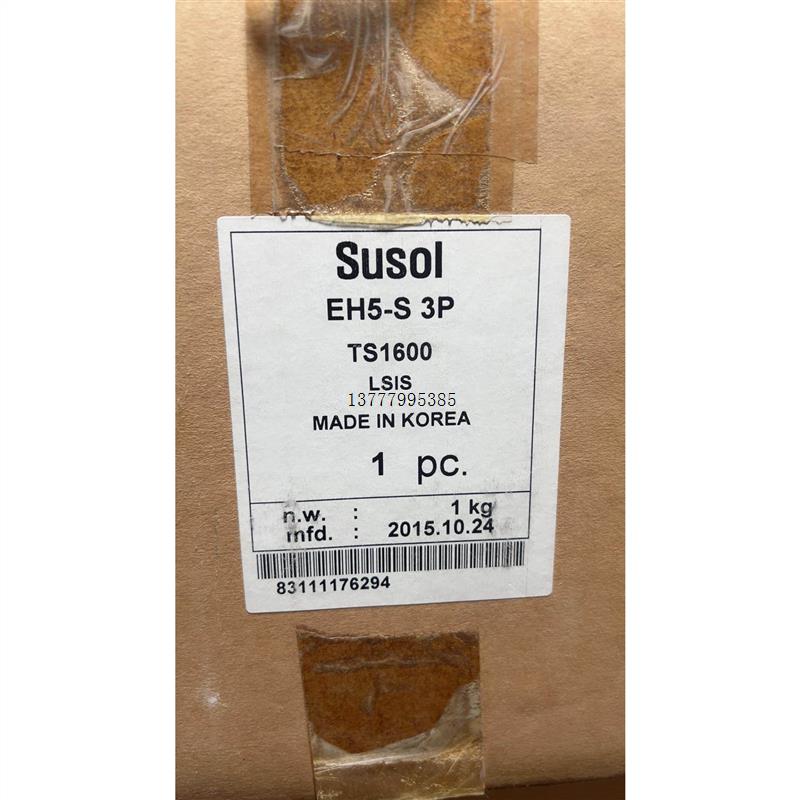 Susol
EH5-S 3P
TS1600
LSIS
13777995385
MADE IN KOREA
1 pc.
n.w. : 1 kg
mfd. : 2015.10.24
83111176294